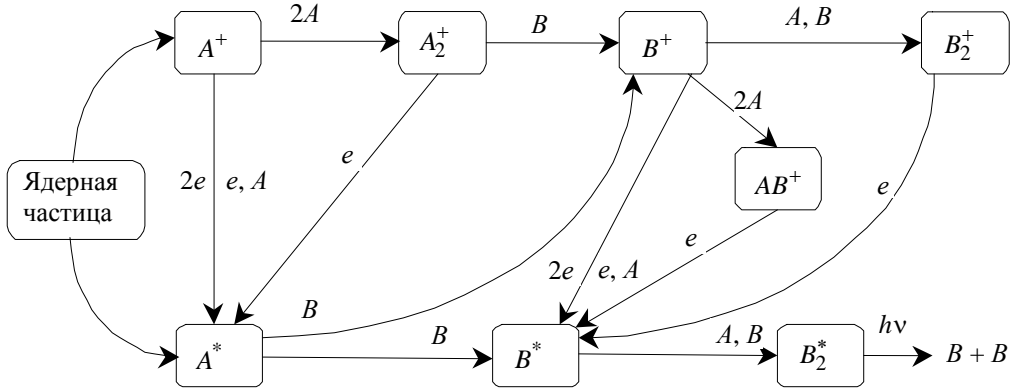 2A
B
A, B
A⁺
A₂⁺
B⁺
B₂⁺
2A
Ядерная
частица
2e
e, A
e
AB⁺
e
e
2e
e, A
B
B
A, B
hν
A*
B*
B₂*
B + B